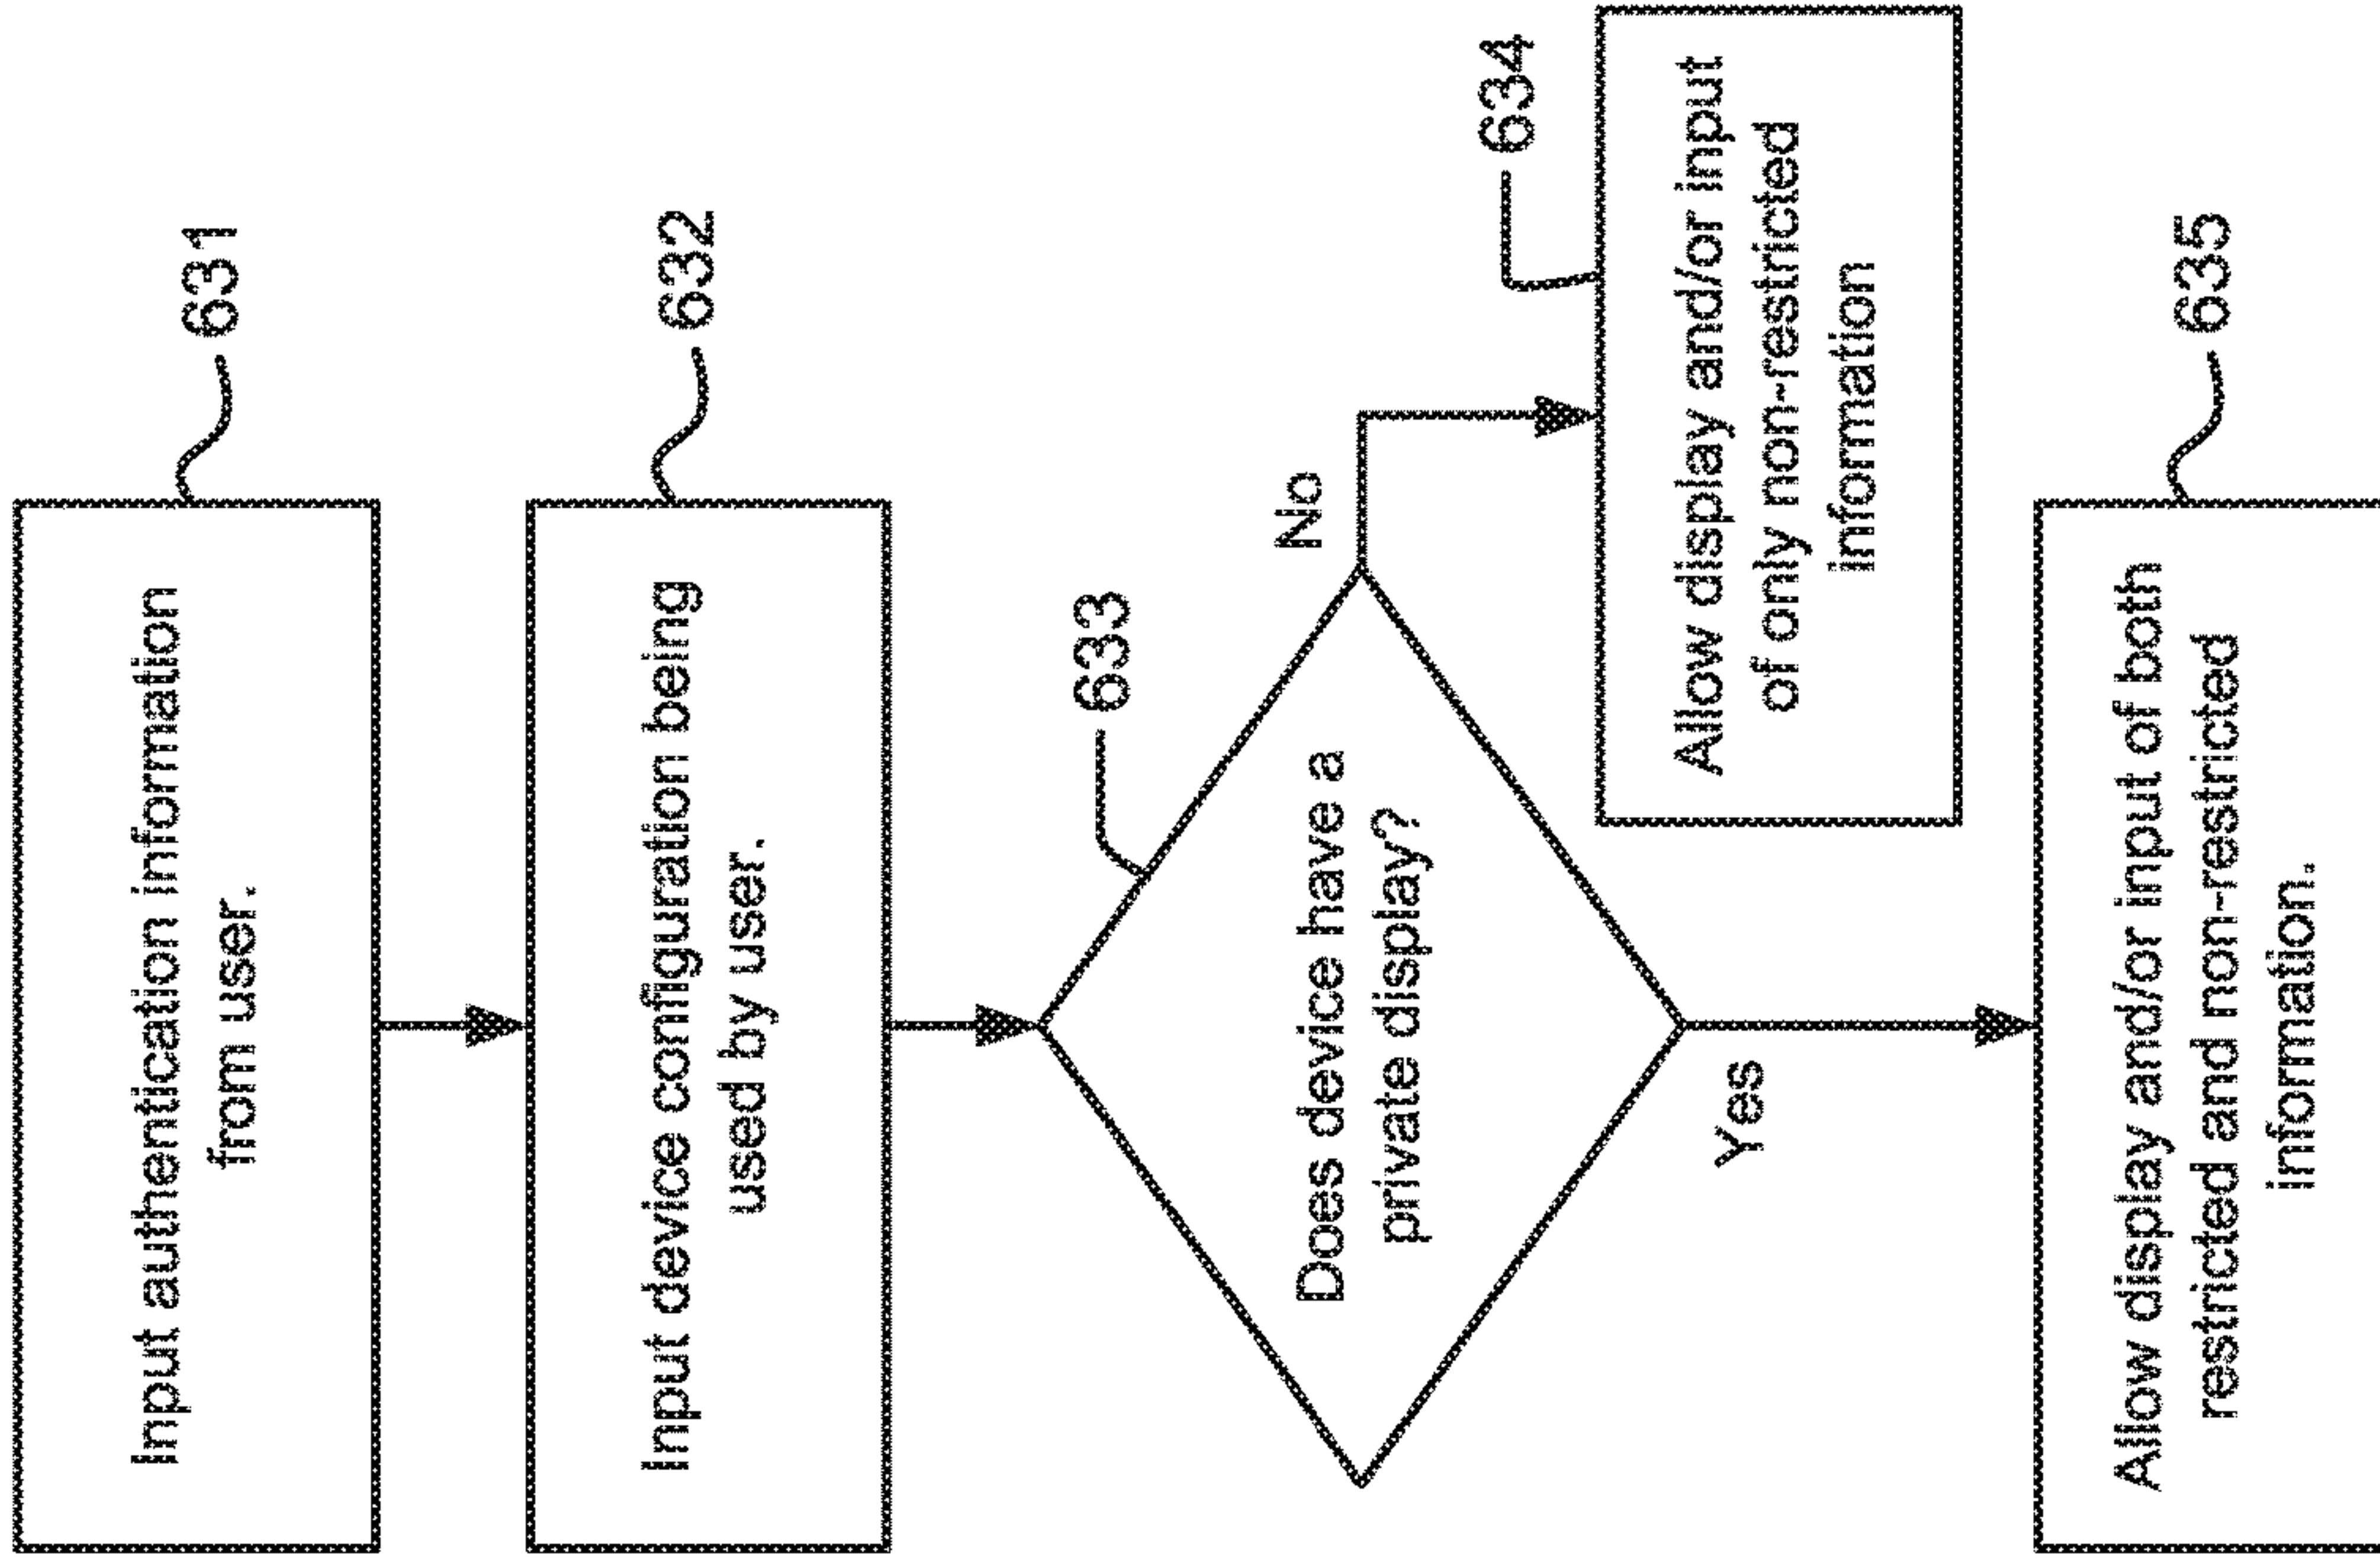 Input authentication information
from user.
631
Input device configuration being
used by user.
632
Does device have a
private display?
633
No
Allow display and/or input
of only non-restricted
information
634
Yes
Allow display and/or input of both
restricted and non-restricted
information.
635